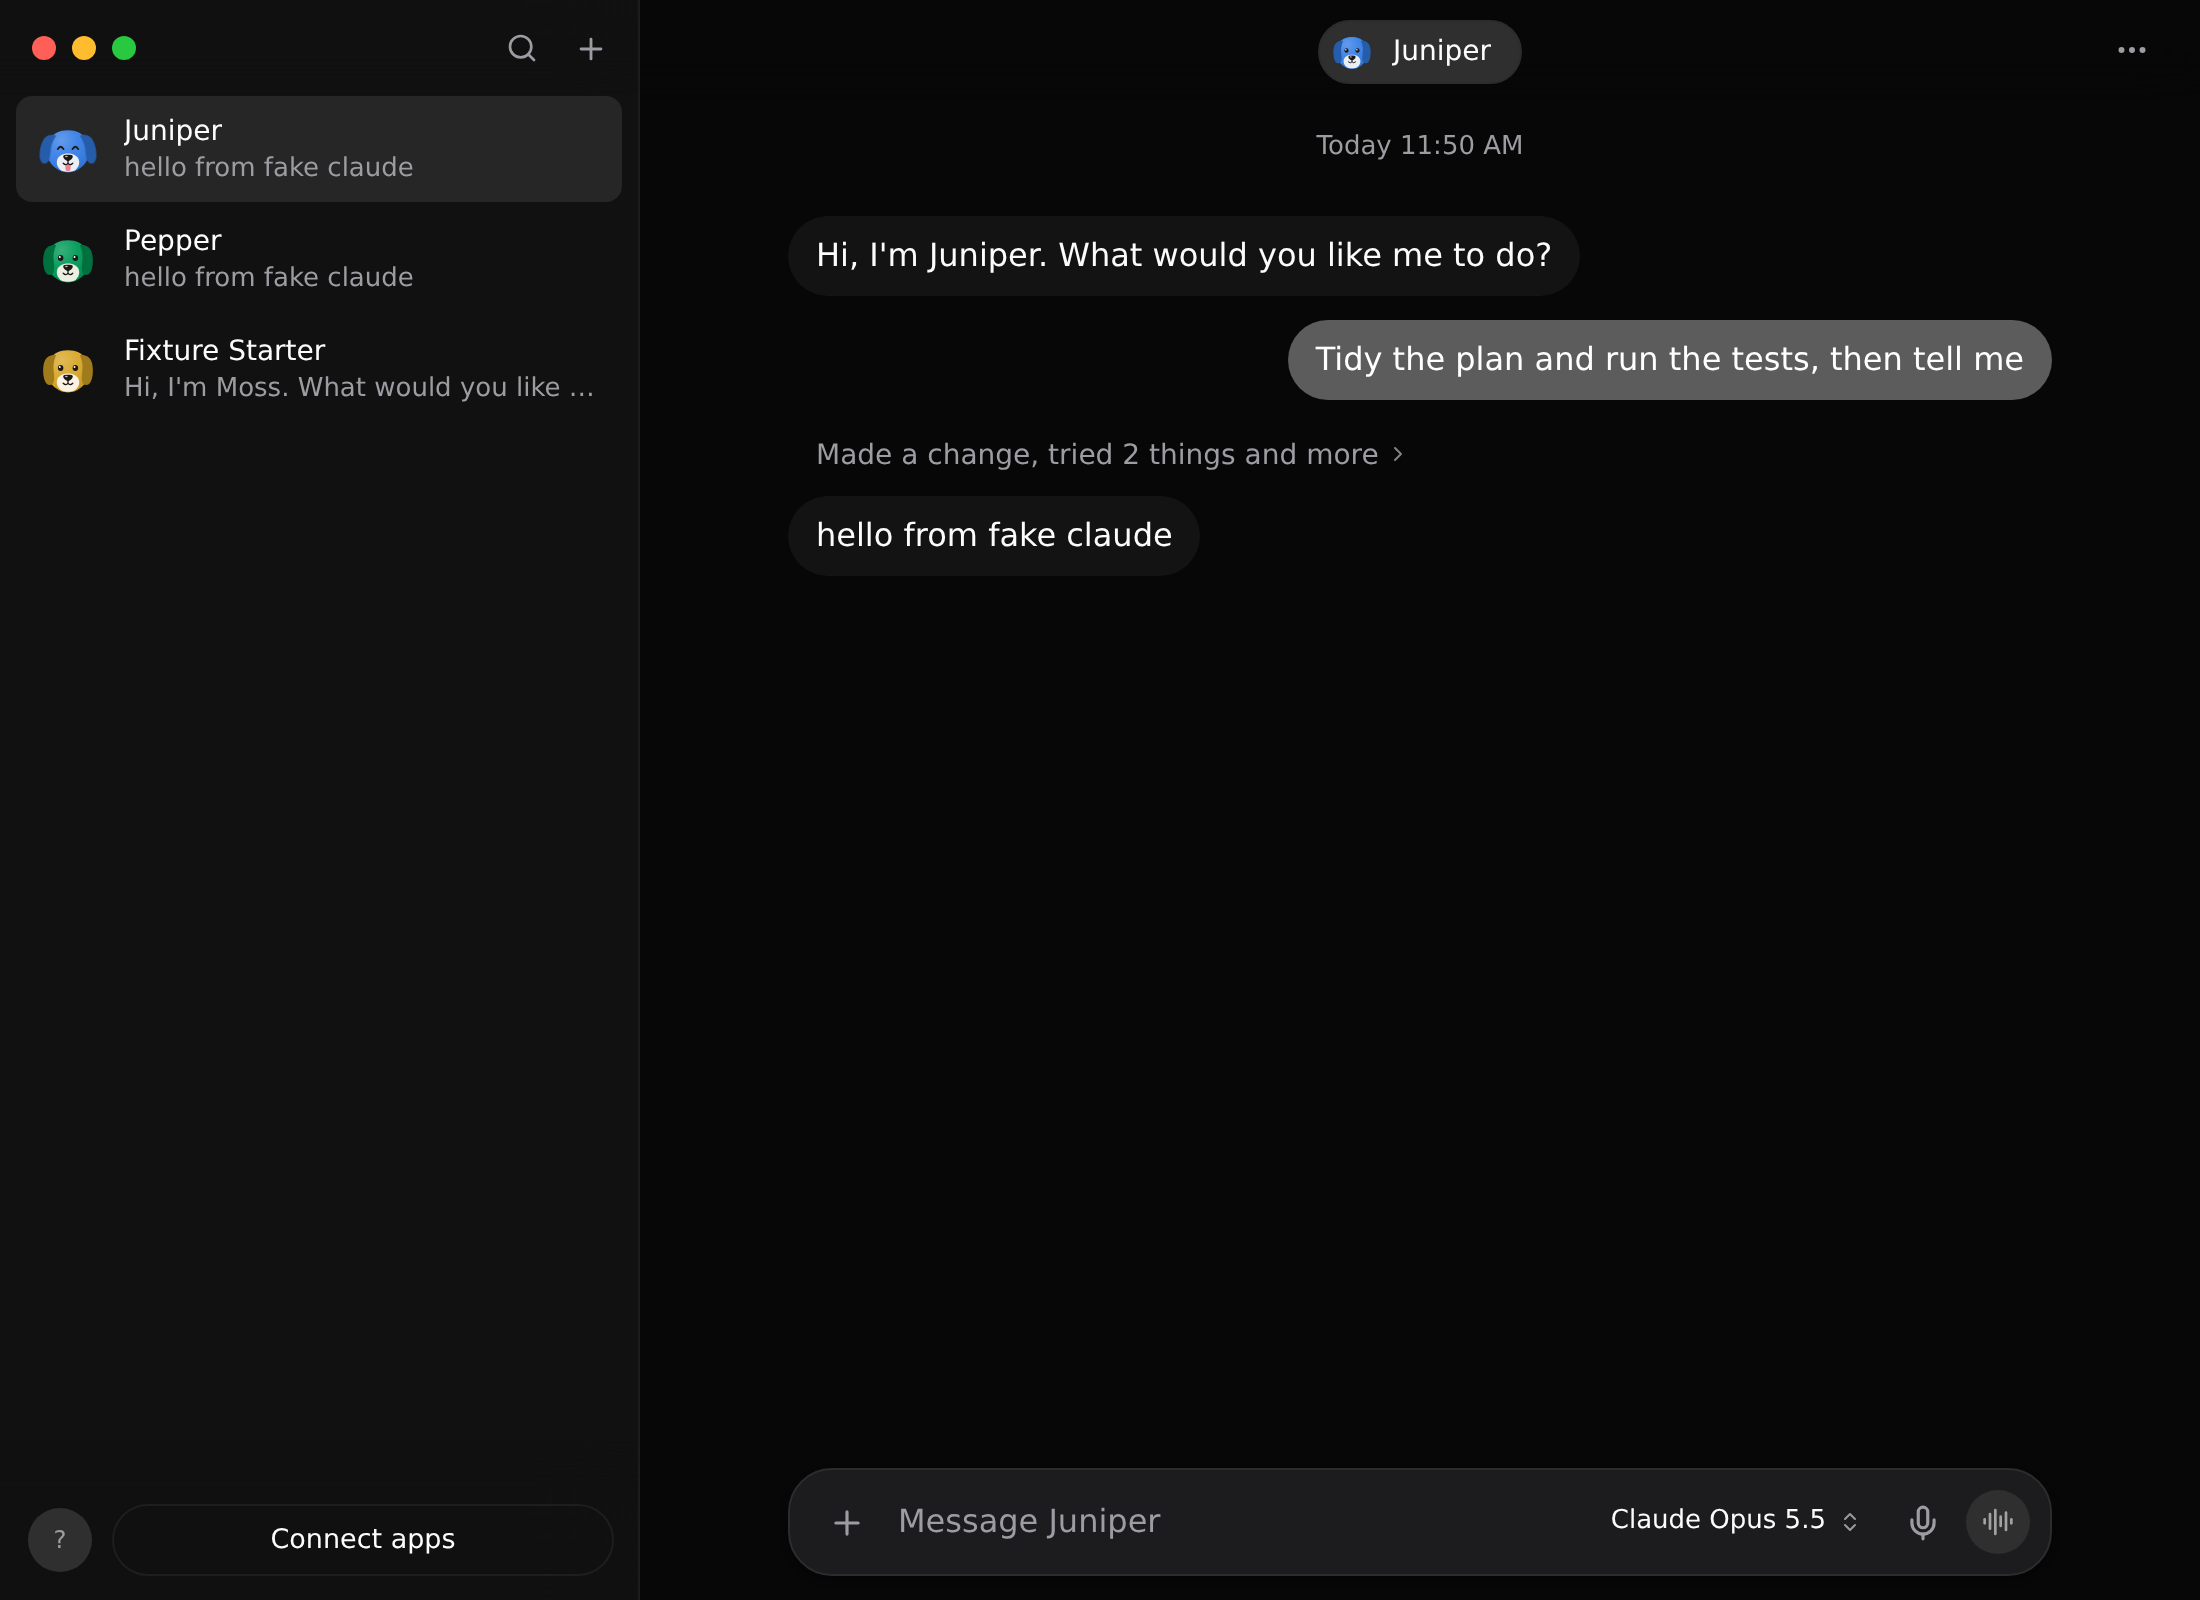 Juniper
hello from fake claude
Pepper
hello from fake claude
Fixture Starter
Hi, I'm Moss. What would you like ...
?
Connect apps
Juniper
Today 11:50 AM
Hi, I'm Juniper. What would you like me to do?
Tidy the plan and run the tests, then tell me
Made a change, tried 2 things and more
hello from fake claude
Message Juniper
Claude Opus 5.5